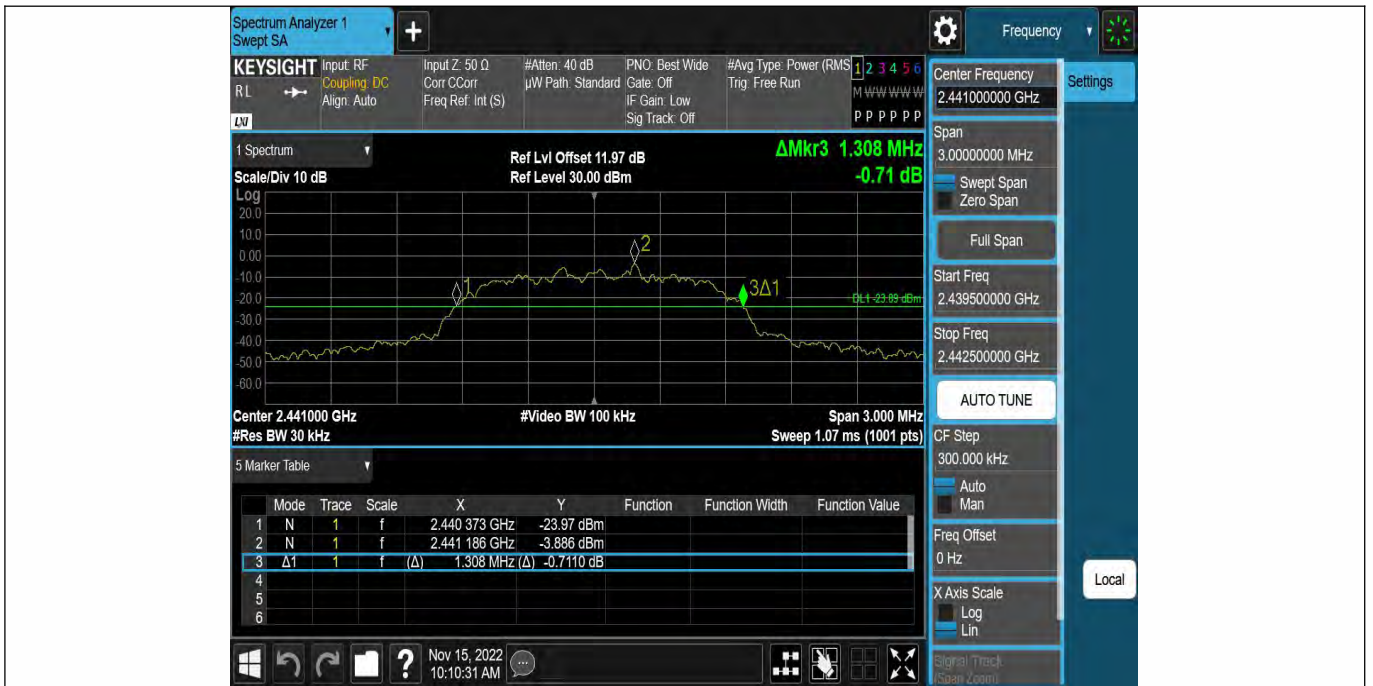 Spectrum Analyzer 1
Swept SA
+
Frequency
KEYSIGHT
RL
LXI
Input: RF
Coupling: DC
Align: Auto
Input Z: 50 Ω
Corr CCorr
Freq Ref: Int (S)
#Atten: 40 dB
µW Path: Standard
PNO: Best Wide
Gate: Off
IF Gain: Low
Sig Track: Off
#Avg Type: Power (RMS
Trig: Free Run
1 2 3 4 5 6
M W W W W W
P P P P P P
1 Spectrum
Scale/Div 10 dB
Ref Lvl Offset 11.97 dB
Ref Level 30.00 dBm
ΔMkr3 1.308 MHz
-0.71 dB
Log
20.0
10.0
0.00
-10.0
-20.0
-30.0
-40.0
-50.0
-60.0
1
2
3Δ1
DL1 -23.89 dBm
Center 2.441000 GHz
#Video BW 100 kHz
Span 3.000 MHz
#Res BW 30 kHz
Sweep 1.07 ms (1001 pts)
5 Marker Table
Mode Trace Scale X Y Function Function Width Function Value
1 N 1 f 2.440 373 GHz -23.97 dBm
2 N 1 f 2.441 186 GHz -3.886 dBm
3 Δ1 1 f (Δ) 1.308 MHz (Δ) -0.7110 dB
4
5
6
?
Nov 15, 2022
10:10:31 AM
Center Frequency
2.441000000 GHz
Span
3.00000000 MHz
Swept Span
Zero Span
Full Span
Start Freq
2.439500000 GHz
Stop Freq
2.442500000 GHz
AUTO TUNE
CF Step
300.000 kHz
Auto
Man
Freq Offset
0 Hz
X Axis Scale
Log
Lin
Signal Track
(Span Zoom)
Settings
Local